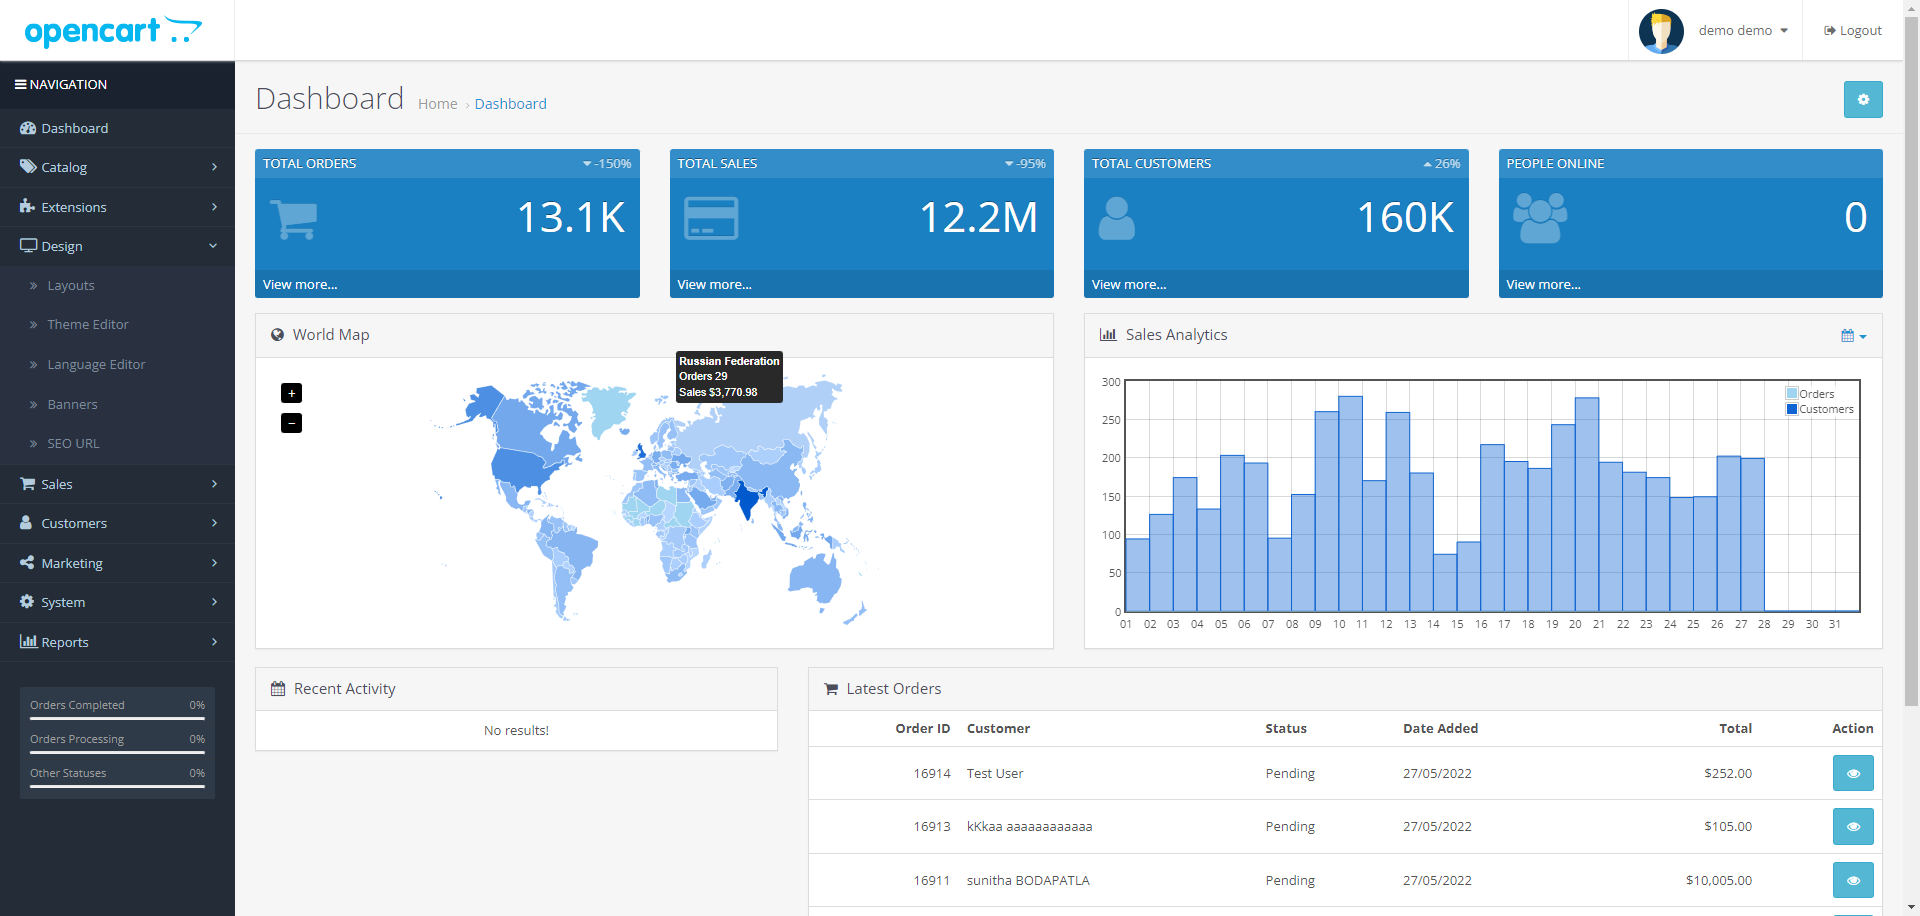 opencart
demo demo
Logout
NAVIGATION
Dashboard
Catalog
Extensions
Design
Layouts
Theme Editor
Language Editor
Banners
SEO URL
Sales
Customers
Marketing
System
Reports
Orders Completed 0%
Orders Processing 0%
Other Statuses 0%
Dashboard Home › Dashboard
TOTAL ORDERS -150%
13.1K
View more...
TOTAL SALES -95%
12.2M
View more...
TOTAL CUSTOMERS 26%
160K
View more...
PEOPLE ONLINE
0
View more...
World Map
+
−
Russian Federation
Orders 29
Sales $3,770.98
Sales Analytics
300
250
200
150
100
50
0
Orders
Customers
01 02 03 04 05 06 07 08 09 10 11 12 13 14 15 16 17 18 19 20 21 22 23 24 25 26 27 28 29 30 31
Recent Activity
No results!
Latest Orders
Order ID Customer Status Date Added Total Action
16914 Test User Pending 27/05/2022 $252.00
16913 kKkaa aaaaaaaaaaaa Pending 27/05/2022 $105.00
16911 sunitha BODAPATLA Pending 27/05/2022 $10,005.00